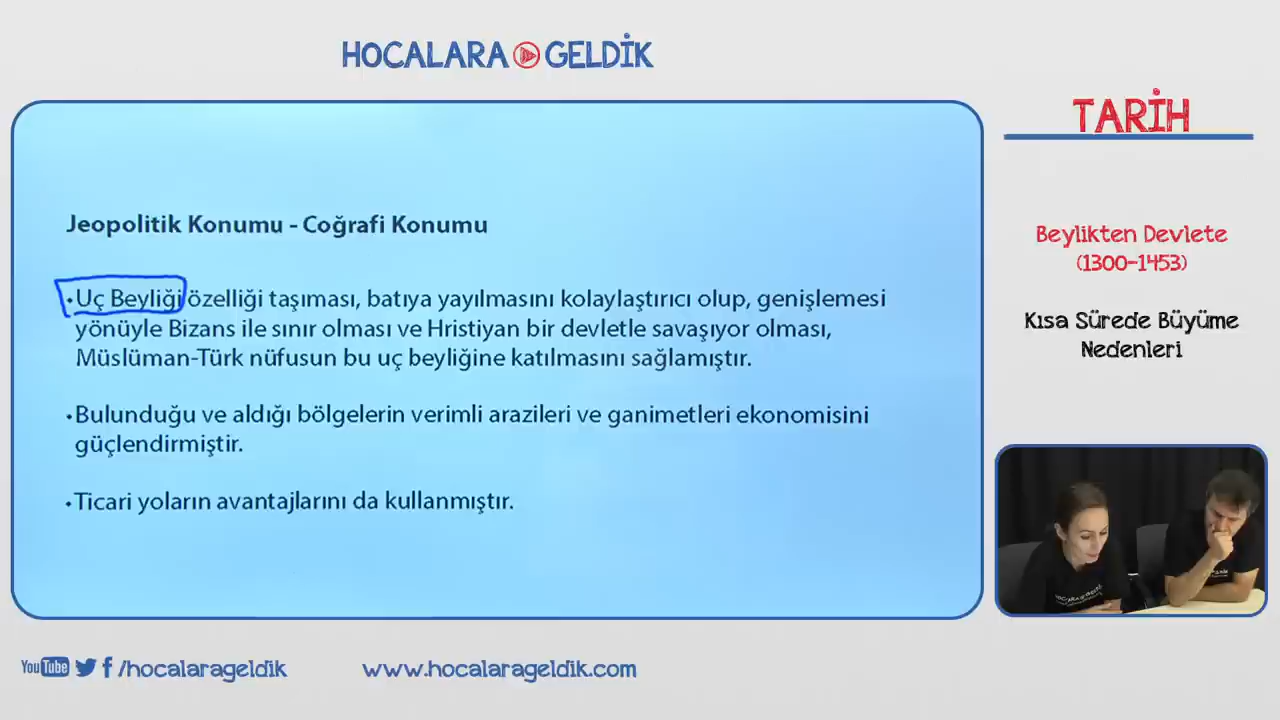 HOCALARA GELDİK
TARİH
Jeopolitik Konumu - Coğrafi Konumu
•Uç Beyliği özelliği taşıması, batıya yayılmasını kolaylaştırıcı olup, genişlemesi
yönüyle Bizans ile sınır olması ve Hristiyan bir devletle savaşıyor olması,
Müslüman-Türk nüfusun bu uç beyliğine katılmasını sağlamıştır.
•Bulunduğu ve aldığı bölgelerin verimli arazileri ve ganimetleri ekonomisini
güçlendirmiştir.
•Ticari yoların avantajlarını da kullanmıştır.
Beylikten Devlete
(1300-1453)
Kısa Sürede Büyüme
Nedenleri
YouTube /hocalarageldik
www.hocalarageldik.com